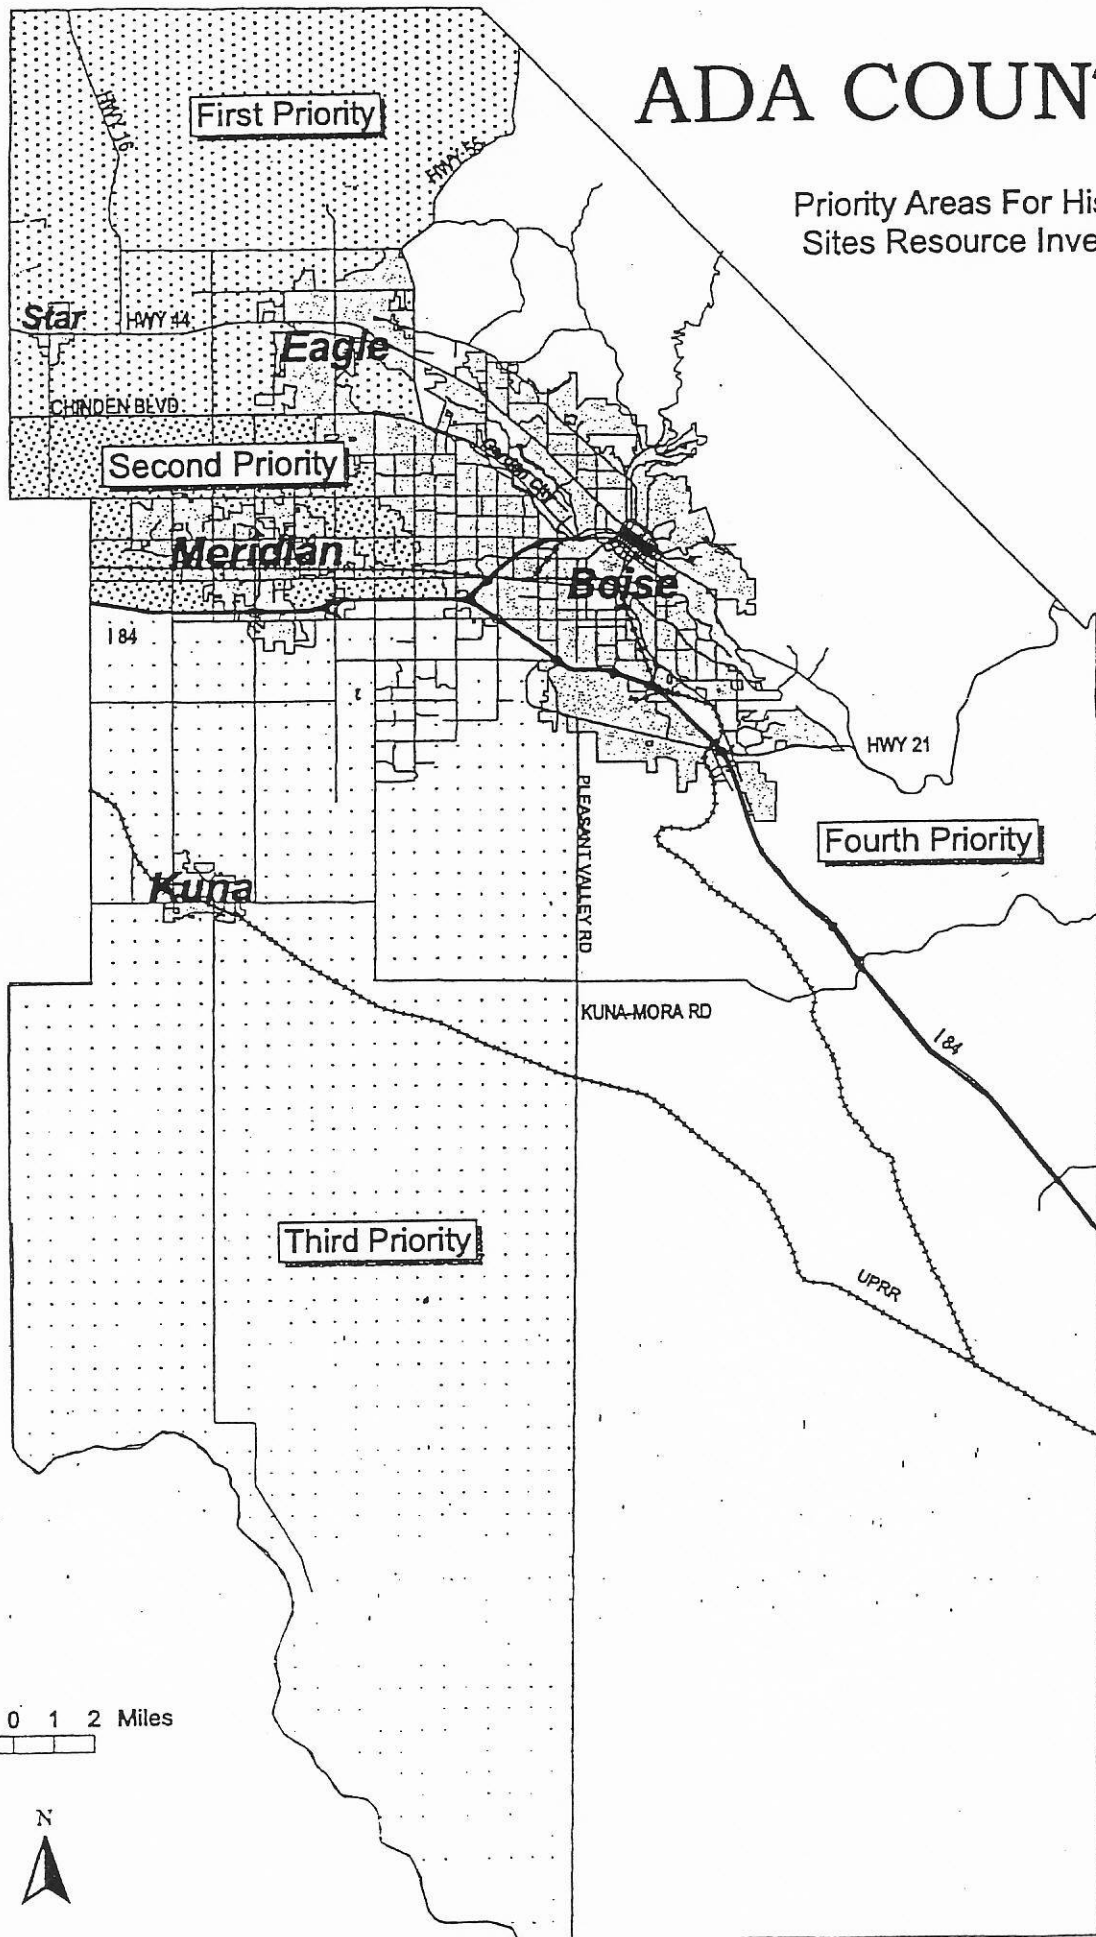 ADA COUN
Priority Areas For His
Sites Resource Inve
First Priority
HWY 16
HWY 55
Star
HWY 44
Eagle
CHINDEN BLVD
Second Priority
Garden City
Meridian
Boise
I 84
HWY 21
PLEASANT VALLEY RD
Fourth Priority
Kuna
KUNA-MORA RD
I 84
Third Priority
UPRR
0 1 2 Miles
N